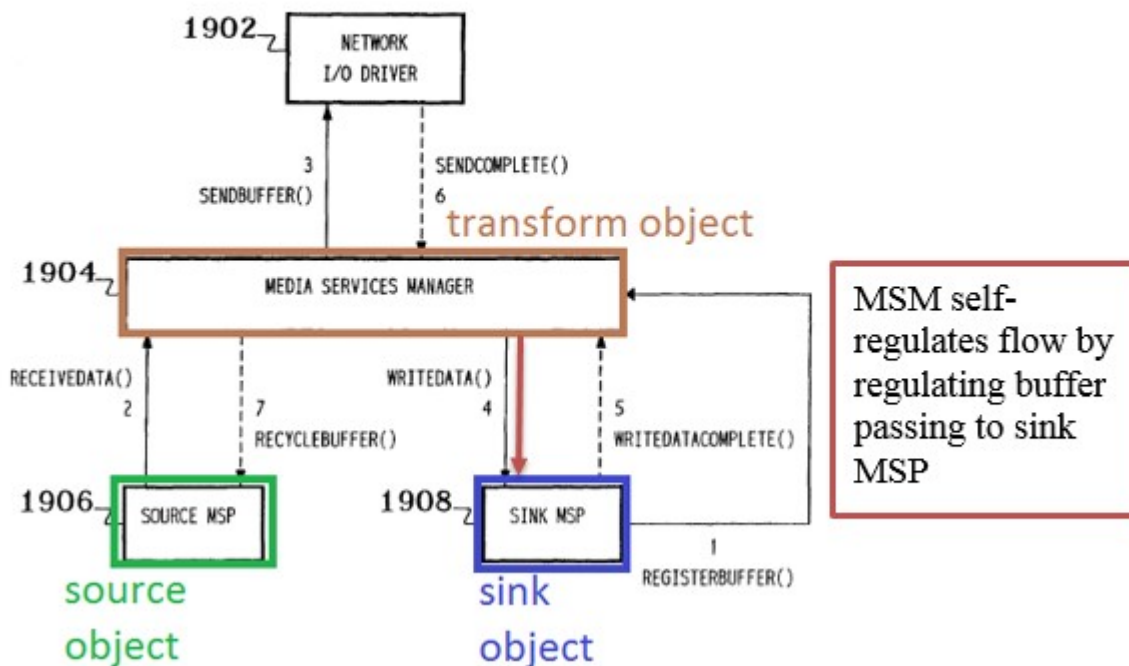 1902
NETWORK
I/O DRIVER
3
SENDBUFFER()
SENDCOMPLETE()
6
transform object
1904
MEDIA SERVICES MANAGER
MSM self-
regulates flow by
regulating buffer
passing to sink
MSP
RECEIVEDATA()
2
7
RECYCLEBUFFER()
WRITEDATA()
4
5
WRITEDATACOMPLETE()
1906
SOURCE MSP
1908
SINK MSP
1
REGISTERBUFFER()
source
object
sink
object